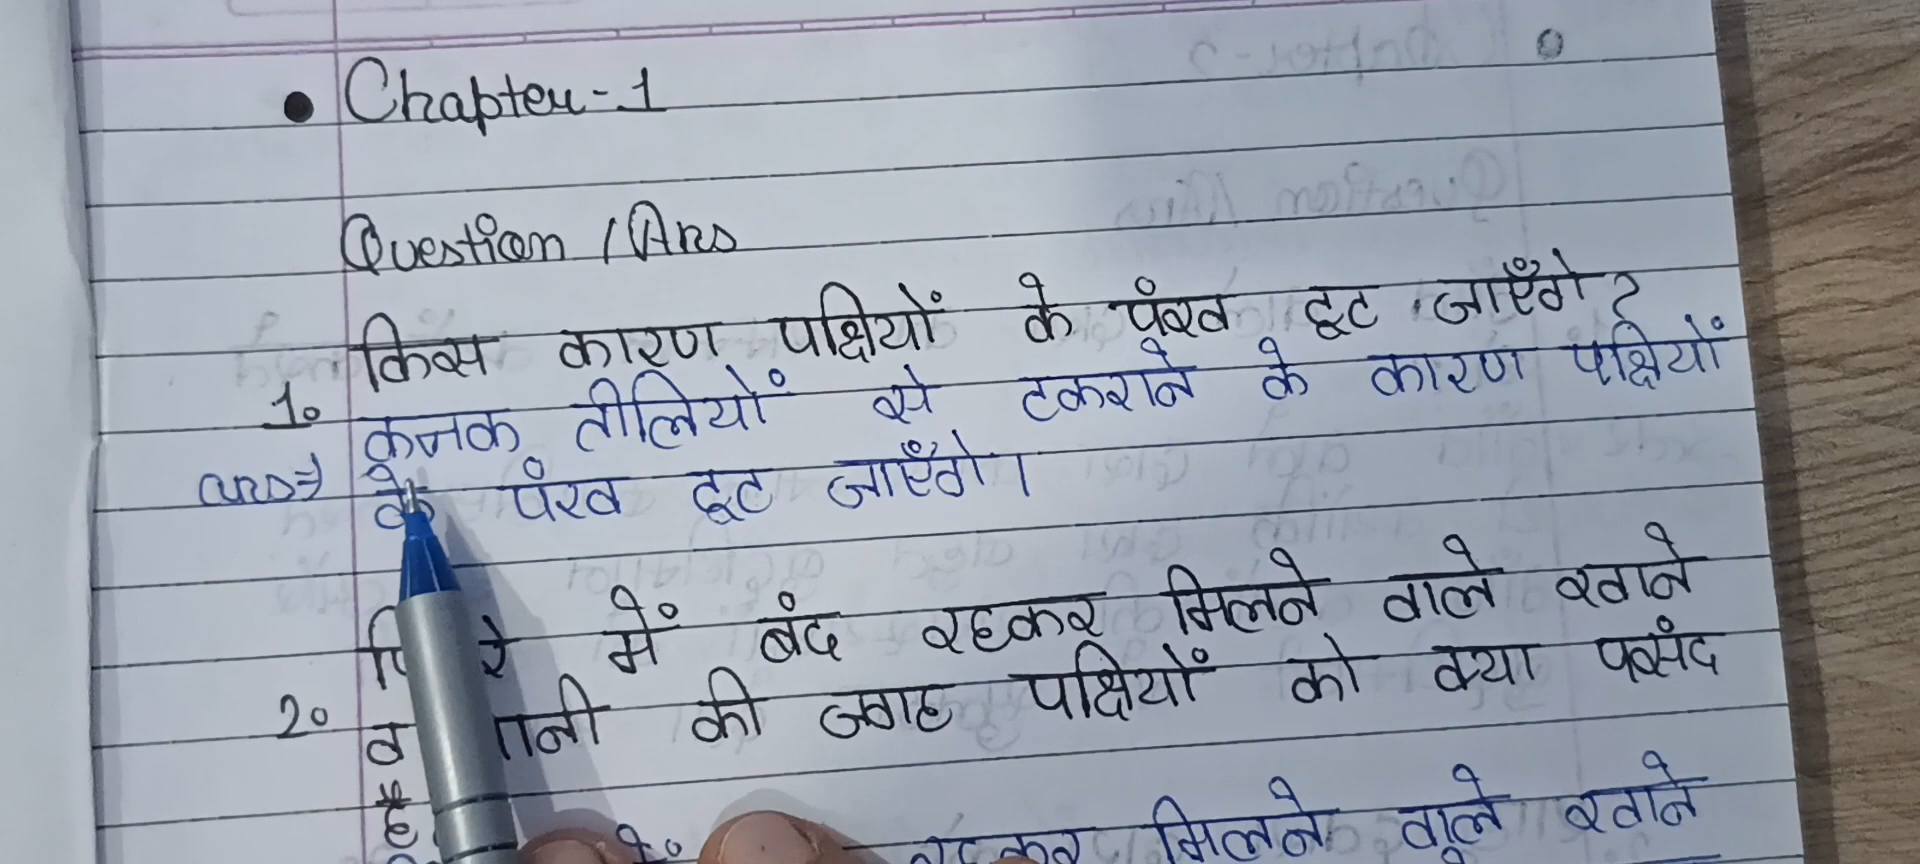 Chapter-1
Question / Ans
1. किस कारण पक्षियों के पंख टूट जाएँगे ?
ans⇒ कनक तीलियों से टकराने के कारण पक्षियों
के पंख टूट जाएँगे।
में बंद रहकर मिलने वाले खाने
2. व की जगह पक्षियों को क्या पसंद
है
रहकर मिलने वाले खाने